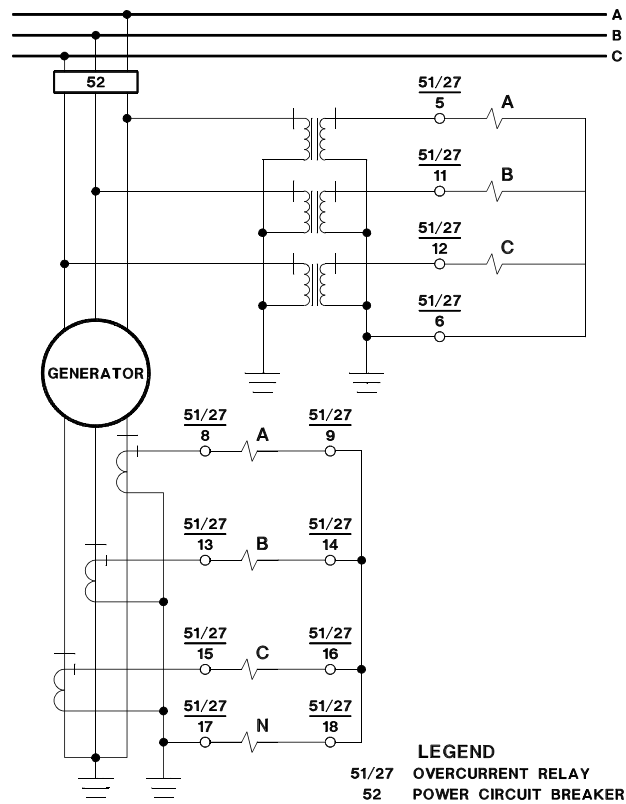 A
B
C
52
51/27
5
A
51/27
11
B
51/27
12
C
51/27
6
GENERATOR
51/27
8
A
51/27
9
51/27
13
B
51/27
14
51/27
15
C
51/27
16
51/27
17
N
51/27
18
LEGEND
51/27 OVERCURRENT RELAY
52 POWER CIRCUIT BREAKER